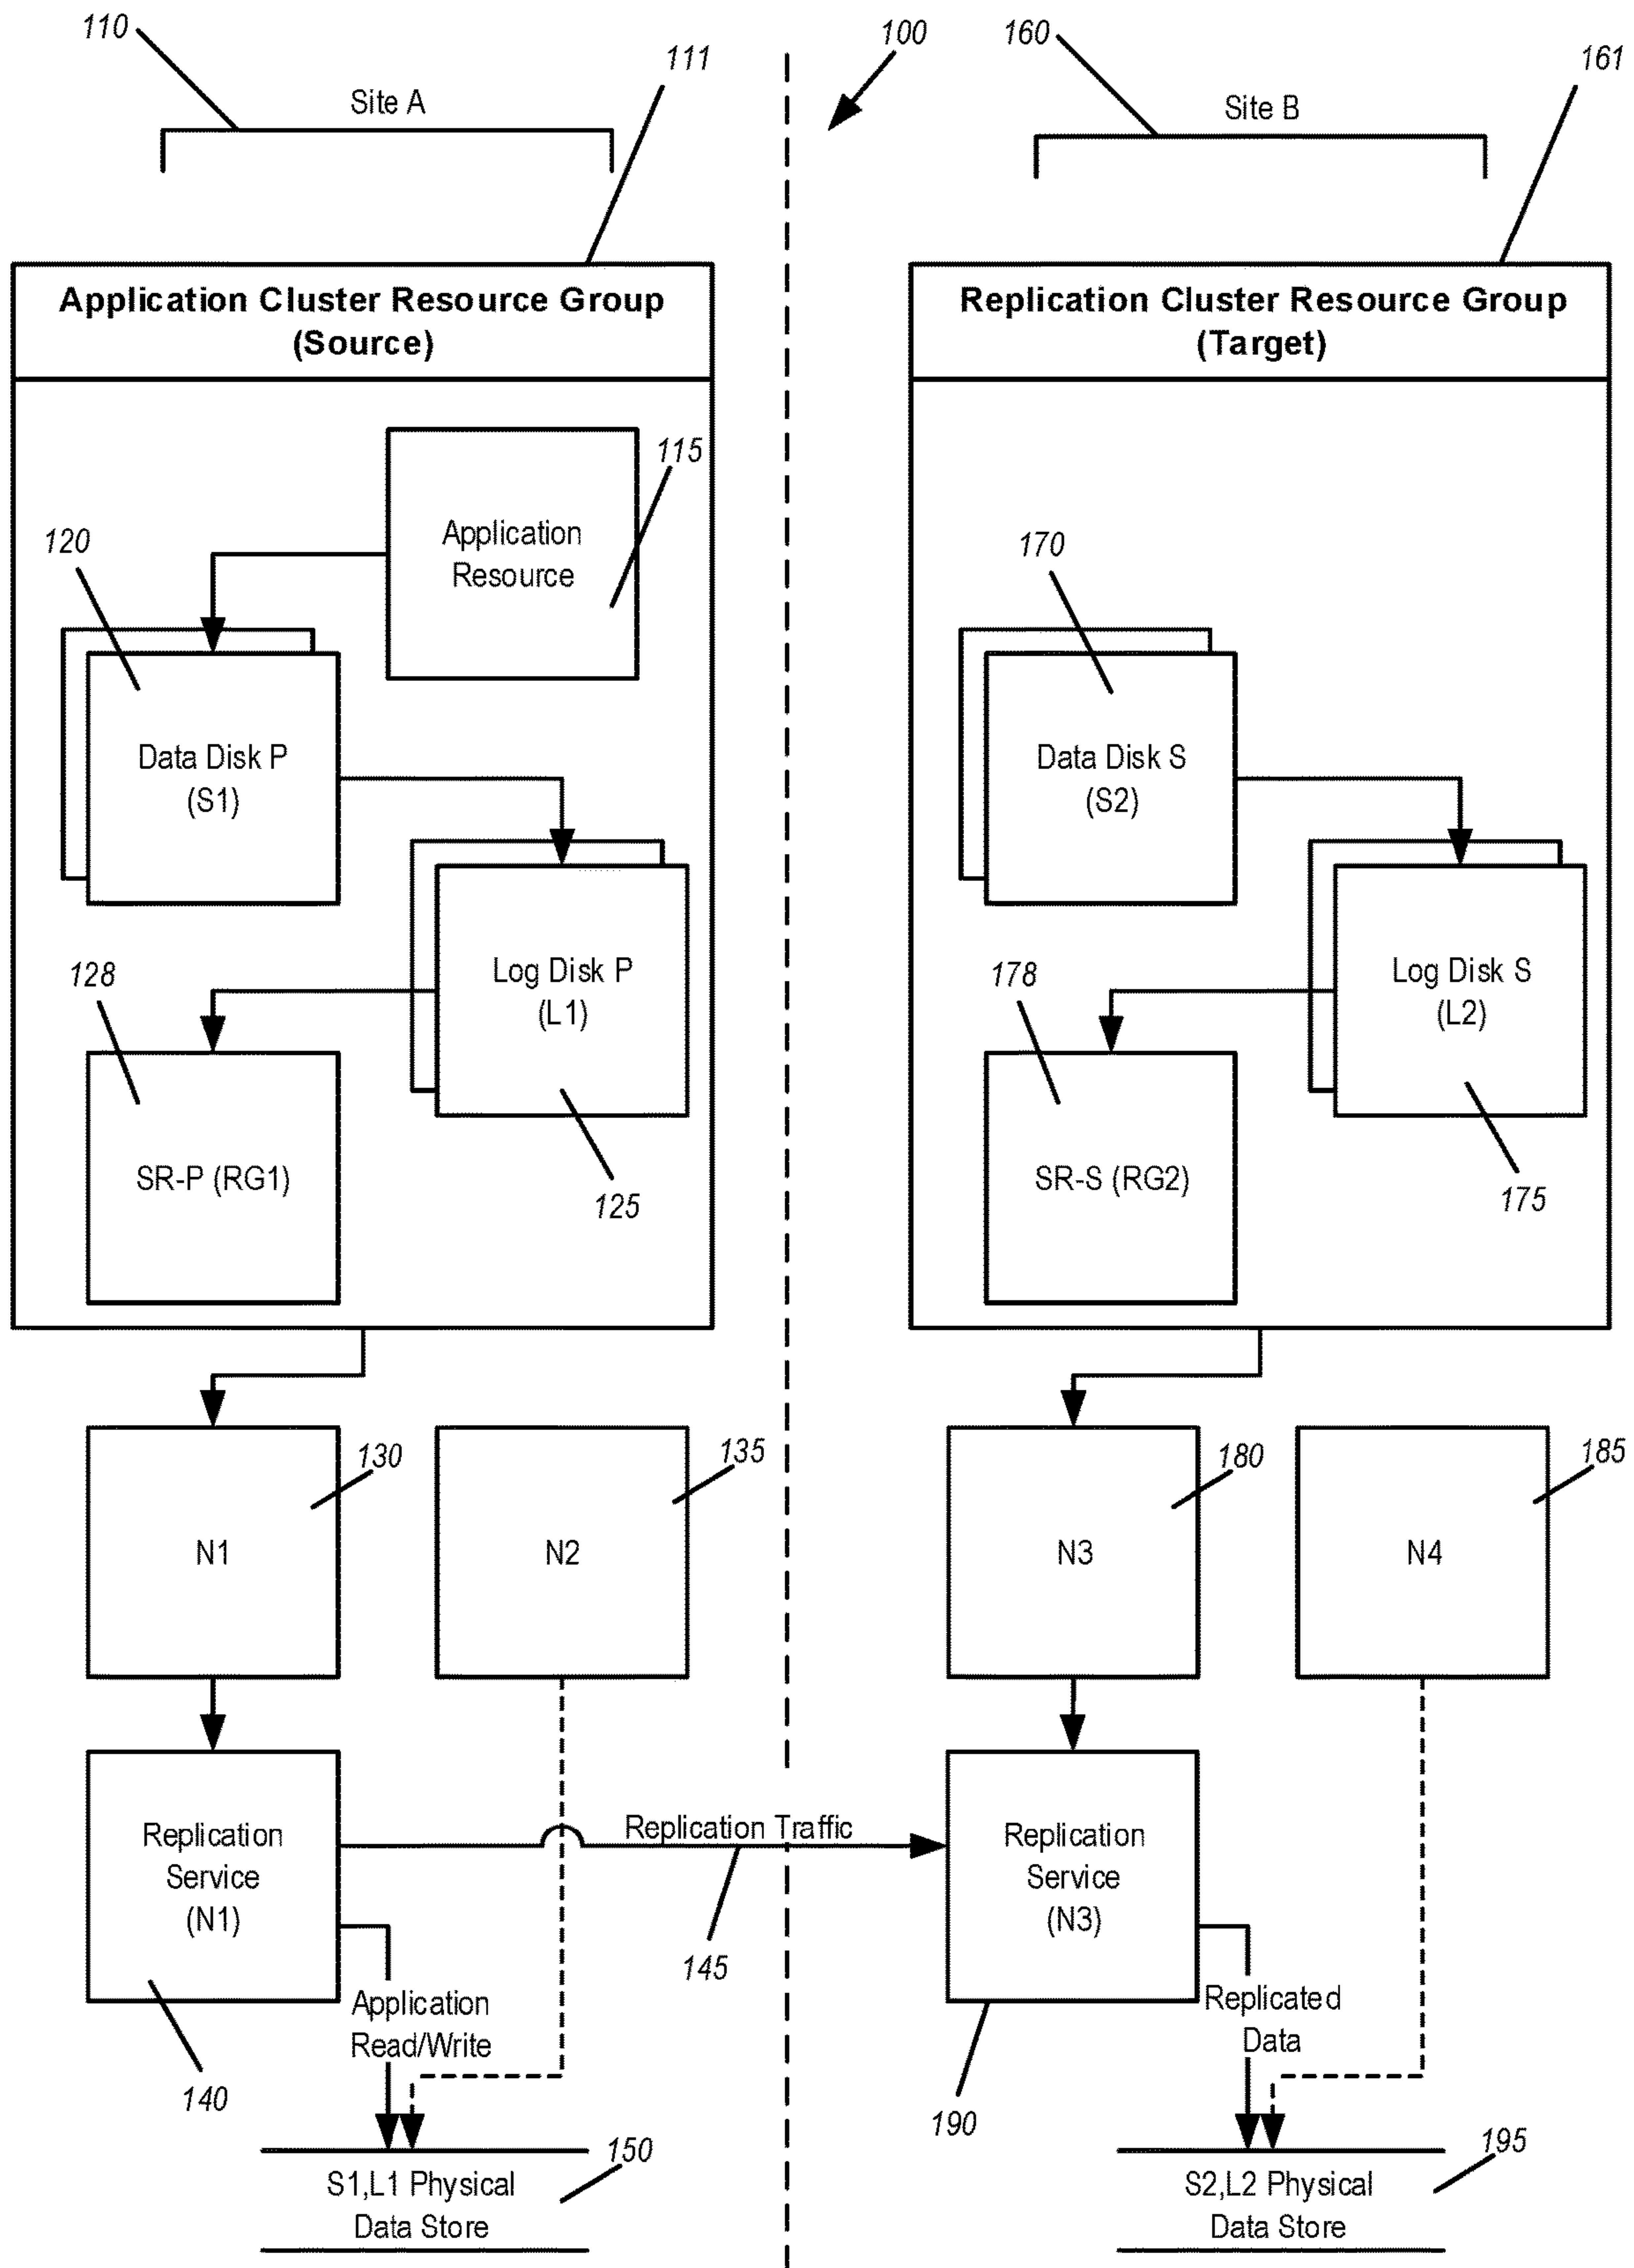 110
100
160
111
161
Site A
Site B
Application Cluster Resource Group
(Source)
Replication Cluster Resource Group
(Target)
115
Application
Resource
120
170
Data Disk P
(S1)
Data Disk S
(S2)
128
Log Disk P
(L1)
178
Log Disk S
(L2)
SR-P (RG1)
125
SR-S (RG2)
175
130
135
180
185
N1
N2
N3
N4
Replication Traffic
Replication
Service
(N1)
Replication
Service
(N3)
145
Application
Read/Write
Replicated
Data
140
190
150
195
S1,L1 Physical
Data Store
S2,L2 Physical
Data Store